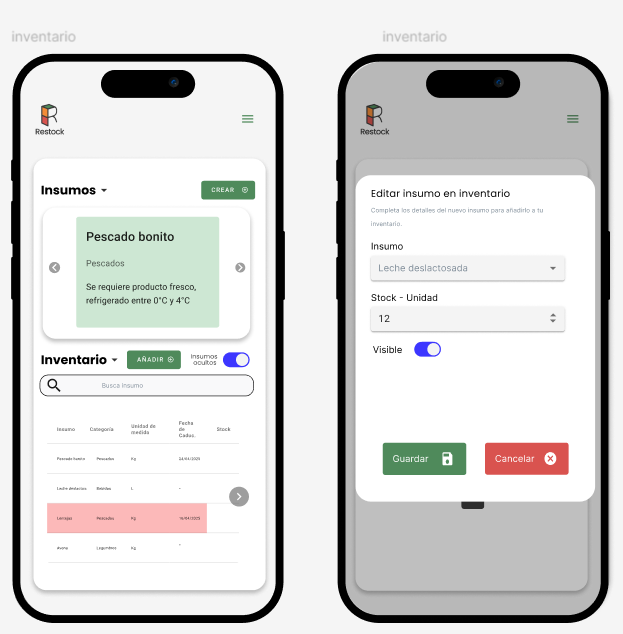 inventario
Restock
Insumos
CREAR
Pescado bonito
Pescados
Se requiere producto fresco,
refrigerado entre 0°C y 4°C
Inventario
AÑADIR
Insumos
ocultos
Busca insumo
Insumo Categoría Unidad de medida Fecha de Caduc. Stock
Pescado bonito Pescados Kg 03/04/2025
Leche deslactosa Bebidas L -
Lentejas Pescados Kg 16/04/2025
Avena Legumbres Kg -
inventario
Restock
Editar insumo en inventario
Completa los detalles del nuevo insumo para añadirlo a tu
inventario.
Insumo
Leche deslactosada
Stock - Unidad
12
Visible
Guardar
Cancelar